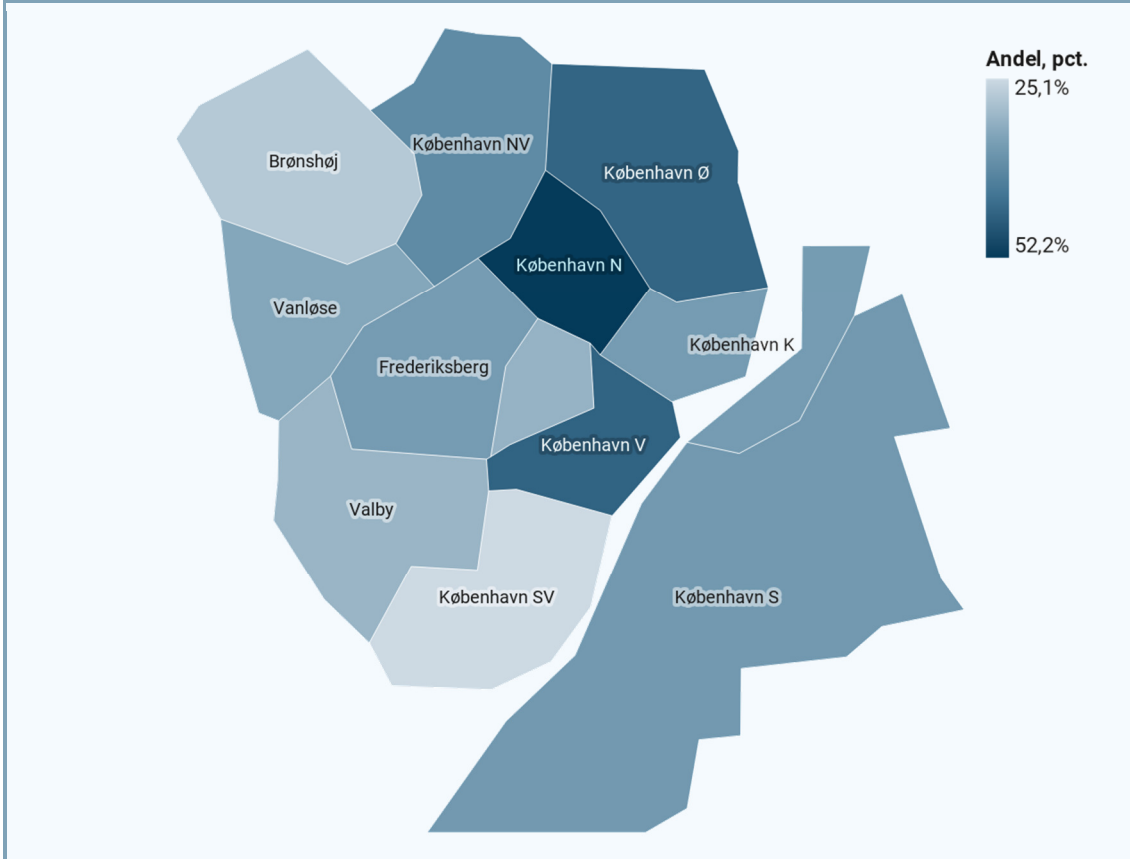 Andel, pct.
25,1%
52,2%
København NV
Brønshøj
København Ø
København N
Vanløse
København K
Frederiksberg
København V
Valby
København SV
København S